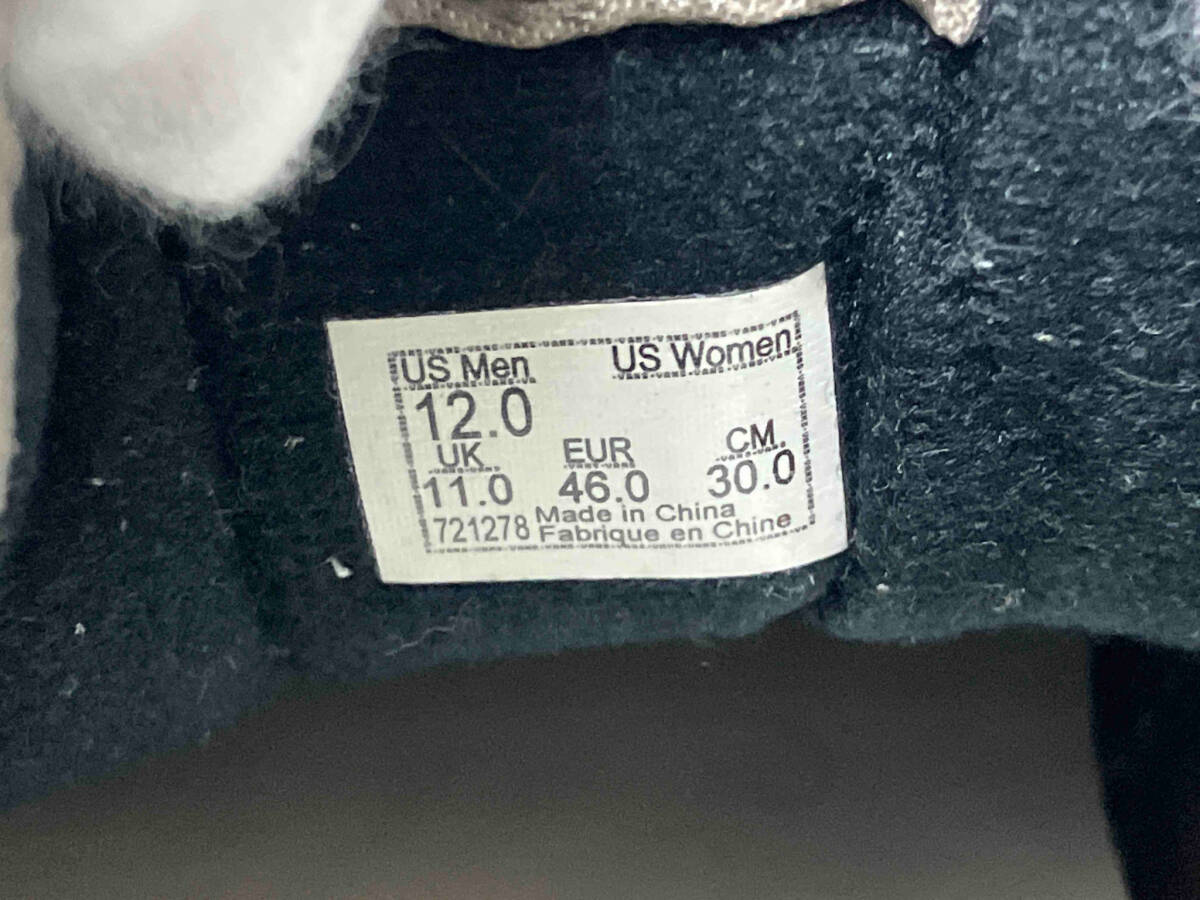 US Men US Women
12.0
UK EUR CM.
11.0 46.0 30.0
721278 Made in China
Fabrique en Chine